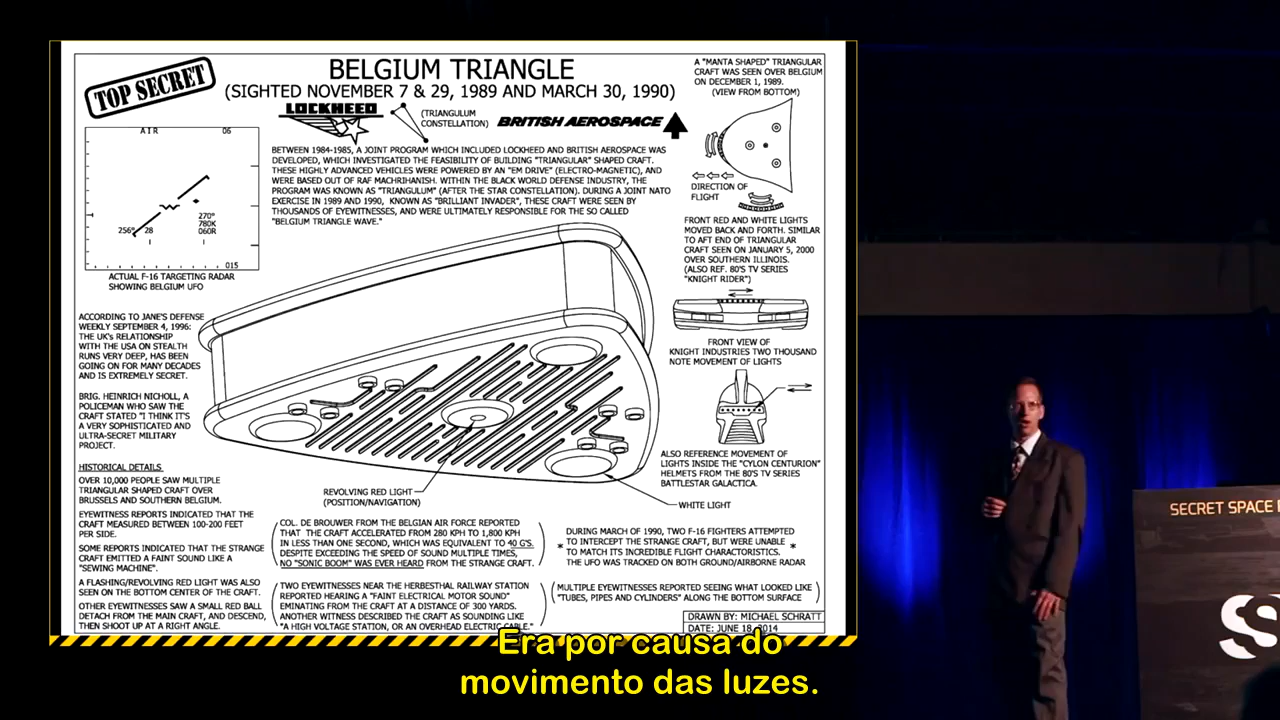 TOP SECRET
BELGIUM TRIANGLE
(SIGHTED NOVEMBER 7 & 29, 1989 AND MARCH 30, 1990)
LOCKHEED
(TRIANGULUM
CONSTELLATION)
BRITISH AEROSPACE
BETWEEN 1984-1985, A JOINT PROGRAM WHICH INCLUDED LOCKHEED AND BRITISH AEROSPACE WAS
DEVELOPED, WHICH INVESTIGATED THE FEASIBILITY OF BUILDING "TRIANGULAR" SHAPED CRAFT.
THESE HIGHLY ADVANCED VEHICLES WERE POWERED BY AN "EM DRIVE" (ELECTRO-MAGNETIC), AND
WERE BASED OUT OF RAF MACHRIHANISH. WITHIN THE BLACK WORLD DEFENSE INDUSTRY, THE
PROGRAM WAS KNOWN AS "TRIANGULUM" (AFTER THE STAR CONSTELLATION). DURING A JOINT NATO
EXERCISE IN 1989 AND 1990, KNOWN AS "BRILLIANT INVADER", THESE CRAFT WERE SEEN BY
THOUSANDS OF EYEWITNESSES, AND WERE ULTIMATELY RESPONSIBLE FOR THE SO CALLED
"BELGIUM TRIANGLE WAVE."
AIR
06
270°
780K
060R
256°
28
015
ACTUAL F-16 TARGETING RADAR
SHOWING BELGIUM UFO
A "MANTA SHAPED" TRIANGULAR
CRAFT WAS SEEN OVER BELGIUM
ON DECEMBER 1, 1989.
(VIEW FROM BOTTOM)
DIRECTION OF
FLIGHT
FRONT RED AND WHITE LIGHTS
MOVED BACK AND FORTH. SIMILAR
TO AFT END OF TRIANGULAR
CRAFT SEEN ON JANUARY 5, 2000
OVER SOUTHERN ILLINOIS.
(ALSO REF. 80'S TV SERIES
"KNIGHT RIDER")
FRONT VIEW OF
KNIGHT INDUSTRIES TWO THOUSAND
NOTE MOVEMENT OF LIGHTS
ALSO REFERENCE MOVEMENT OF
LIGHTS INSIDE THE "CYLON CENTURION"
HELMETS FROM THE 80'S TV SERIES
BATTLESTAR GALACTICA.
ACCORDING TO JANE'S DEFENSE
WEEKLY SEPTEMBER 4, 1996:
THE UK's RELATIONSHIP
WITH THE USA ON STEALTH
RUNS VERY DEEP, HAS BEEN
GOING ON FOR MANY DECADES
AND IS EXTREMELY SECRET.
BRIG. HEINRICH NICHOLL, A
POLICEMAN WHO SAW THE
CRAFT STATED "I THINK IT'S
A VERY SOPHISTICATED AND
ULTRA-SECRET MILITARY
PROJECT.
HISTORICAL DETAILS
OVER 10,000 PEOPLE SAW MULTIPLE
TRIANGULAR SHAPED CRAFT OVER
BRUSSELS AND SOUTHERN BELGIUM.
EYEWITNESS REPORTS INDICATED THAT THE
CRAFT MEASURED BETWEEN 100-200 FEET
PER SIDE.
SOME REPORTS INDICATED THAT THE STRANGE
CRAFT EMITTED A FAINT SOUND LIKE A
"SEWING MACHINE".
A FLASHING/REVOLVING RED LIGHT WAS ALSO
SEEN ON THE BOTTOM CENTER OF THE CRAFT.
OTHER EYEWITNESSES SAW A SMALL RED BALL
DETACH FROM THE MAIN CRAFT, AND DESCEND,
THEN SHOOT UP AT A RIGHT ANGLE.
REVOLVING RED LIGHT
(POSITION/NAVIGATION)
WHITE LIGHT
COL. DE BROUWER FROM THE BELGIAN AIR FORCE REPORTED
THAT THE CRAFT ACCELERATED FROM 280 KPH TO 1,800 KPH
IN LESS THAN ONE SECOND, WHICH WAS EQUIVALENT TO 40 G'S.
DESPITE EXCEEDING THE SPEED OF SOUND MULTIPLE TIMES,
NO "SONIC BOOM" WAS EVER HEARD FROM THE STRANGE CRAFT.
DURING MARCH OF 1990, TWO F-16 FIGHTERS ATTEMPTED
* TO INTERCEPT THE STRANGE CRAFT, BUT WERE UNABLE *
TO MATCH ITS INCREDIBLE FLIGHT CHARACTERISTICS.
THE UFO WAS TRACKED ON BOTH GROUND/AIRBORNE RADAR
TWO EYEWITNESSES NEAR THE HERBESTHAL RAILWAY STATION
REPORTED HEARING A "FAINT ELECTRICAL MOTOR SOUND"
EMINATING FROM THE CRAFT AT A DISTANCE OF 300 YARDS.
ANOTHER WITNESS DESCRIBED THE CRAFT AS SOUNDING LIKE
"A HIGH VOLTAGE STATION, OR AN OVERHEAD ELECTRIC CABLE."
(MULTIPLE EYEWITNESSES REPORTED SEEING WHAT LOOKED LIKE
"TUBES, PIPES AND CYLINDERS" ALONG THE BOTTOM SURFACE)
DRAWN BY: MICHAEL SCHRATT
DATE: JUNE 18, 2014
SECRET SPACE
Era por causa do
movimento das luzes.